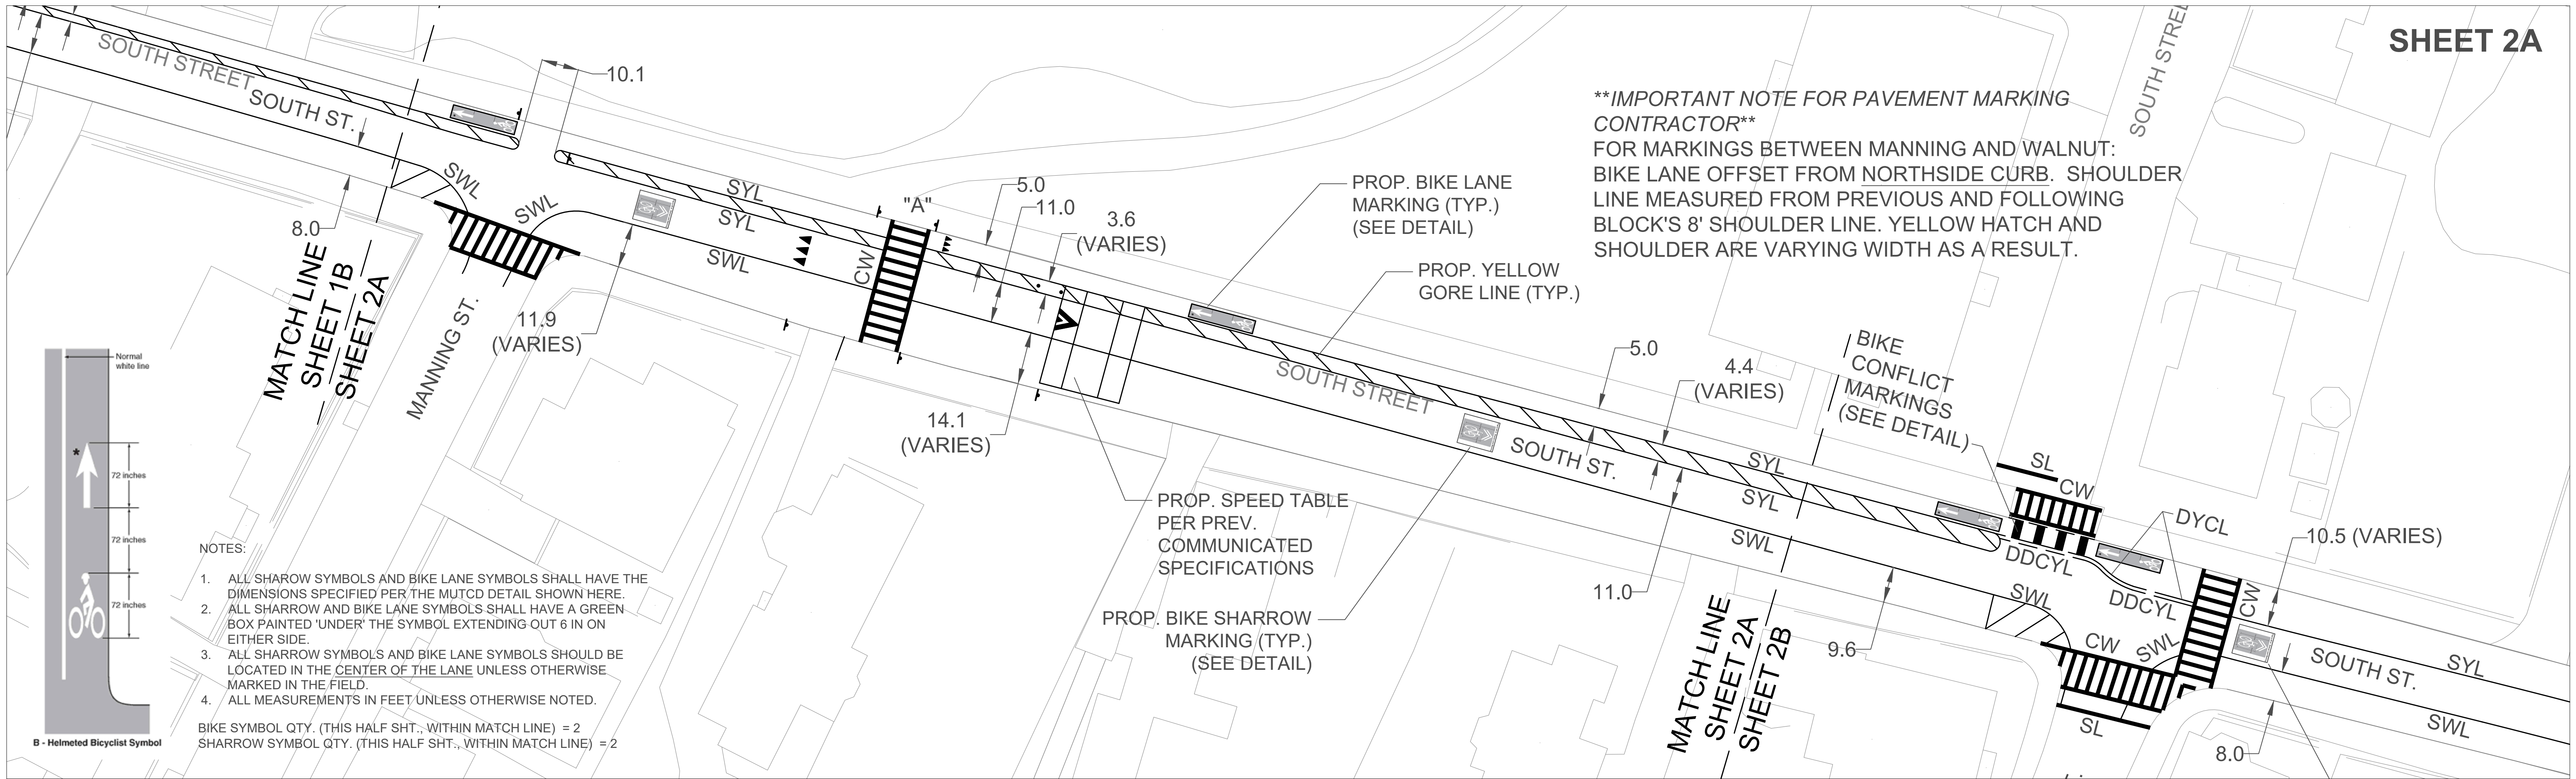 SHEET 2A
SOUTH STREET
SOUTH ST.
10.1
8.0
SWL
SWL
MATCH LINE
SHEET 1B
SHEET 2A
MANNING ST.
11.9
(VARIES)
SYL
SYL
SWL
"A"
CW
5.0
11.0
3.6
(VARIES)
14.1
(VARIES)
PROP. BIKE LANE
MARKING (TYP.)
(SEE DETAIL)
PROP. YELLOW
GORE LINE (TYP.)
**IMPORTANT NOTE FOR PAVEMENT MARKING
CONTRACTOR**
FOR MARKINGS BETWEEN MANNING AND WALNUT:
BIKE LANE OFFSET FROM NORTHSIDE CURB. SHOULDER
LINE MEASURED FROM PREVIOUS AND FOLLOWING
BLOCK'S 8' SHOULDER LINE. YELLOW HATCH AND
SHOULDER ARE VARYING WIDTH AS A RESULT.
SOUTH STREET
SOUTH STREET
SOUTH ST.
5.0
4.4
(VARIES)
BIKE
CONFLICT
MARKINGS
(SEE DETAIL)
PROP. SPEED TABLE
PER PREV.
COMMUNICATED
SPECIFICATIONS
PROP. BIKE SHARROW
MARKING (TYP.)
(SEE DETAIL)
SYL
SYL
SWL
11.0
MATCH LINE
SHEET 2A
SHEET 2B
9.6
SL
CW
DYCL
DDCYL
DDCYL
SWL
CW
SWL
SL
CW
10.5 (VARIES)
SOUTH ST.
SYL
SWL
8.0
Normal
white line
*
72 inches
72 inches
72 inches
B - Helmeted Bicyclist Symbol
NOTES:
1. ALL SHAROW SYMBOLS AND BIKE LANE SYMBOLS SHALL HAVE THE
DIMENSIONS SPECIFIED PER THE MUTCD DETAIL SHOWN HERE.
2. ALL SHARROW AND BIKE LANE SYMBOLS SHALL HAVE A GREEN
BOX PAINTED 'UNDER' THE SYMBOL EXTENDING OUT 6 IN ON
EITHER SIDE.
3. ALL SHARROW SYMBOLS AND BIKE LANE SYMBOLS SHOULD BE
LOCATED IN THE CENTER OF THE LANE UNLESS OTHERWISE
MARKED IN THE FIELD.
4. ALL MEASUREMENTS IN FEET UNLESS OTHERWISE NOTED.
BIKE SYMBOL QTY. (THIS HALF SHT., WITHIN MATCH LINE) = 2
SHARROW SYMBOL QTY. (THIS HALF SHT., WITHIN MATCH LINE) = 2